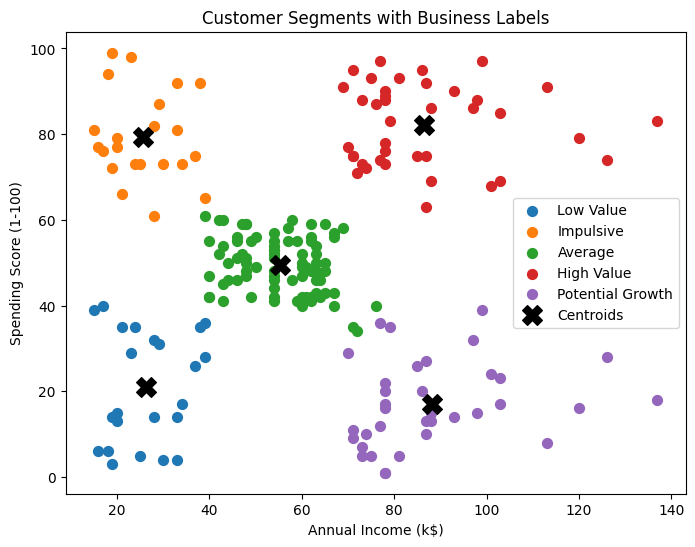 Customer Segments with Business Labels
100
80
60
40
20
0
Spending Score (1-100)
Low Value
Impulsive
Average
High Value
Potential Growth
Centroids
20
40
60
80
100
120
140
Annual Income (k$)